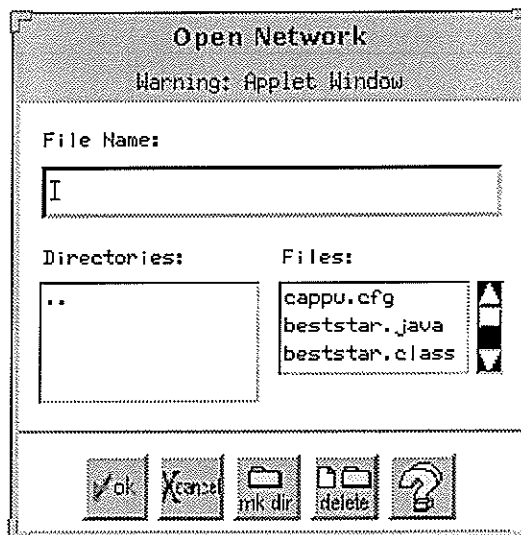 Open Network
Warning: Applet Window
File Name:
Directories: Files:
..
cappu.cfg
beststar.java
beststar.class
ok cancel mk dir delete ?